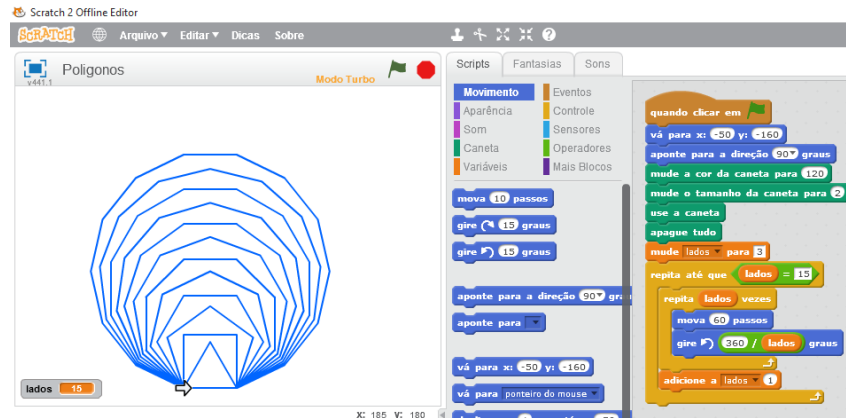 Scratch 2 Offline Editor
SCRATCH Arquivo Editar Dicas Sobre
v441.1 Poligonos Modo Turbo
lados 15
X: 185 Y: 180
Scripts Fantasias Sons
Movimento Eventos
Aparência Controle
Som Sensores
Caneta Operadores
Variáveis Mais Blocos
mova 10 passos
gire 15 graus
gire 15 graus
aponte para a direção 90 gra
aponte para
vá para x: -50 y: -160
vá para ponteiro do mouse
quando clicar em
vá para x: -50 y: -160
aponte para a direção 90 graus
mude a cor da caneta para 120
mude o tamanho da caneta para 2
use a caneta
apague tudo
mude lados para 3
repita até que lados = 15
repita lados vezes
mova 60 passos
gire 360 / lados graus
adicione a lados 1